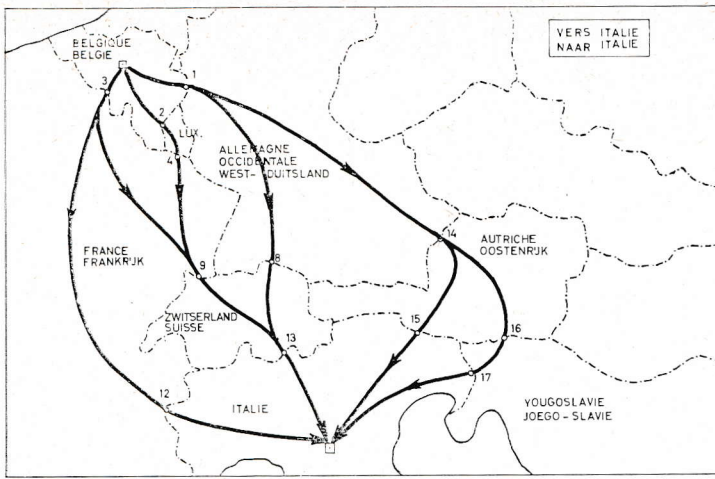 VERS ITALIE
NAAR ITALIE
BELGIQUE
BELGIE
3
1
2
LUX.
4
ALLEMAGNE
OCCIDENTALE
WEST-DUITSLAND
14
AUTRICHE
OOSTENRIJK
FRANCE
FRANKRIJK
9
8
ZWITSERLAND
SUISSE
13
15
16
17
12
ITALIE
YOUGOSLAVIE
JOEGO-SLAVIE